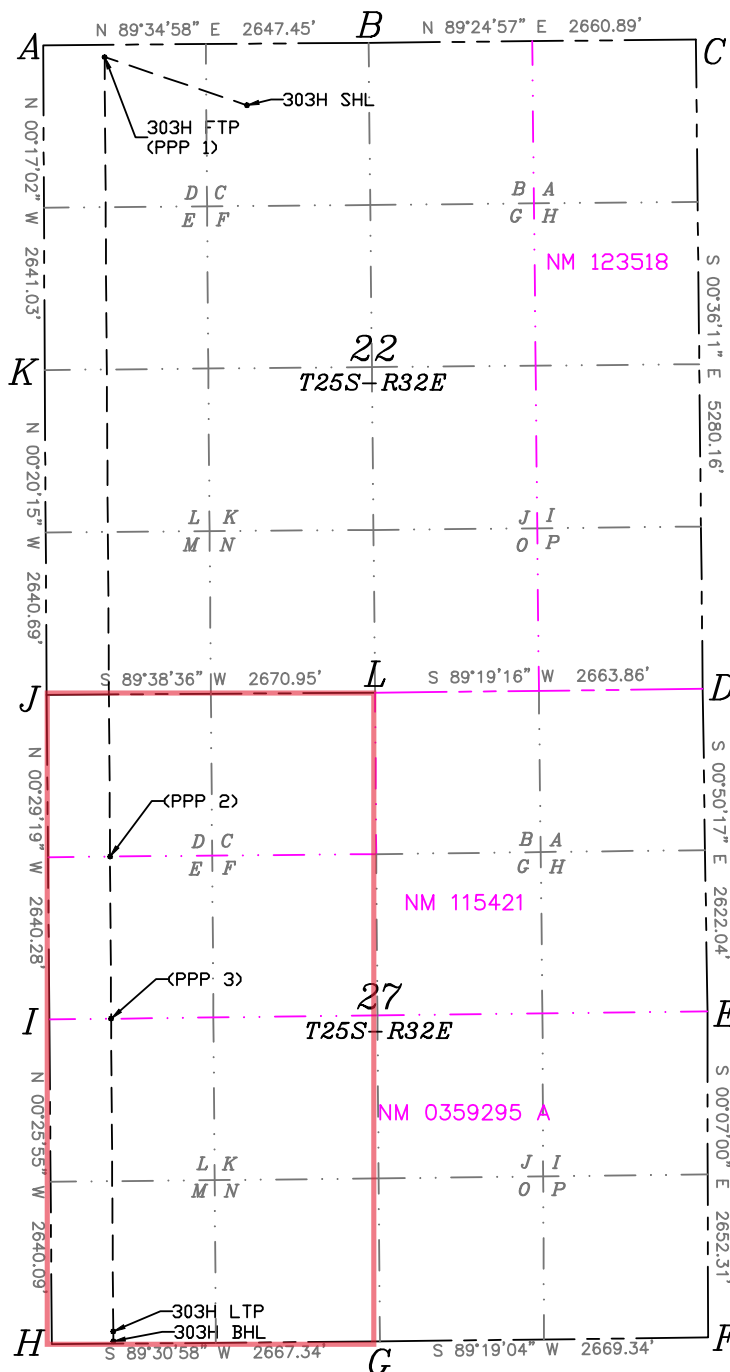 N 89°34'58" E 2647.45'
B
N 89°24'57" E 2660.89'
A
C
303H SHL
303H FTP
(PPP 1)
N 00°17'02" W 2641.03'
D C
E F
B A
G H
NM 123518
S 00°36'11" E 5280.16'
22
T25S-R32E
K
N 00°20'15" W 2640.69'
L K
M N
J I
O P
S 89°38'36" W 2670.95'
L
S 89°19'16" W 2663.86'
J
D
N 00°29'19" W 2640.28'
(PPP 2)
D C
E F
B A
G H
S 00°50'17" E 2622.04'
NM 115421
(PPP 3)
27
T25S-R32E
I
E
N 00°25'55" W 2640.09'
NM 0359295 A
S 00°07'00" E 2652.31'
L K
M N
J I
O P
303H LTP
303H BHL
H
S 89°30'58" W 2667.34'
G
S 89°19'04" W 2669.34'
F